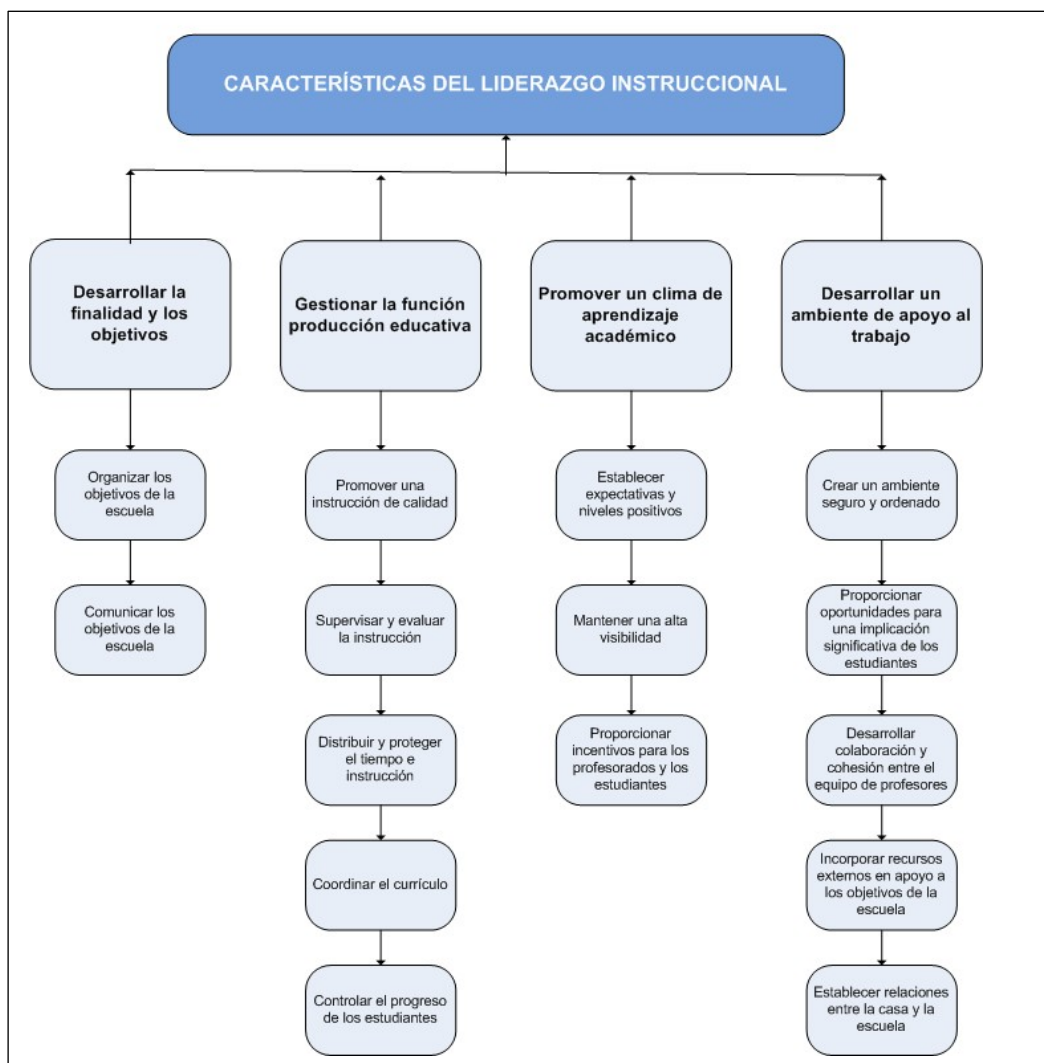 CARACTERÍSTICAS DEL LIDERAZGO INSTRUCCIONAL
Desarrollar la
finalidad y los
objetivos
Organizar los
objetivos de la
escuela
Comunicar los
objetivos de la
escuela
Gestionar la función
producción educativa
Promover una
instrucción de calidad
Supervisar y evaluar
la instrucción
Distribuir y proteger
el tiempo e
instrucción
Coordinar el currículo
Controlar el progreso
de los estudiantes
Promover un clima de
aprendizaje
académico
Establecer
expectativas y
niveles positivos
Mantener una alta
visibilidad
Proporcionar
incentivos para los
profesorados y los
estudiantes
Desarrollar un
ambiente de apoyo al
trabajo
Crear un ambiente
seguro y ordenado
Proporcionar
oportunidades para
una implicación
significativa de los
estudiantes
Desarrollar
colaboración y
cohesión entre el
equipo de profesores
Incorporar recursos
externos en apoyo a
los objetivos de la
escuela
Establecer relaciones
entre la casa y la
escuela